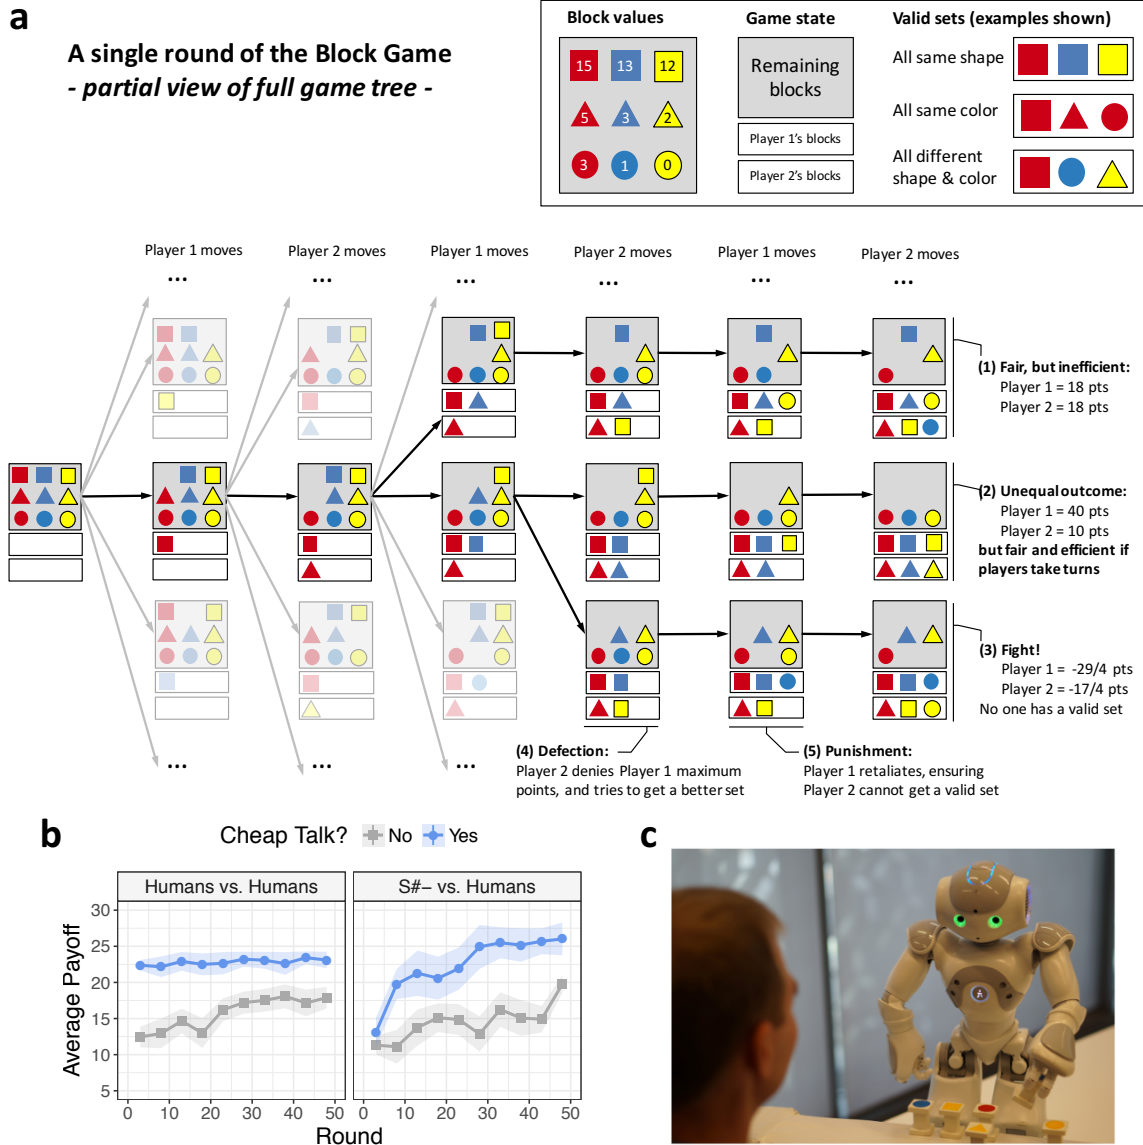 a
A single round of the Block Game
- partial view of full game tree -
Block values
Game state
Valid sets (examples shown)
15 13 12
5 3 2
3 1 0
Remaining
blocks
Player 1's blocks
Player 2's blocks
All same shape
All same color
All different
shape & color
Player 1 moves
Player 2 moves
Player 1 moves
Player 2 moves
Player 1 moves
Player 2 moves
... ... ... ... ... ...
(1) Fair, but inefficient:
Player 1 = 18 pts
Player 2 = 18 pts
(2) Unequal outcome:
Player 1 = 40 pts
Player 2 = 10 pts
but fair and efficient if
players take turns
(3) Fight!
Player 1 = -29/4 pts
Player 2 = -17/4 pts
No one has a valid set
... ... ...
(4) Defection:
Player 2 denies Player 1 maximum
points, and tries to get a better set
(5) Punishment:
Player 1 retaliates, ensuring
Player 2 cannot get a valid set
b
Cheap Talk? No Yes
Humans vs. Humans
S#- vs. Humans
Average Payoff
30
25
20
15
10
5
0 10 20 30 40 50
0 10 20 30 40 50
Round
c